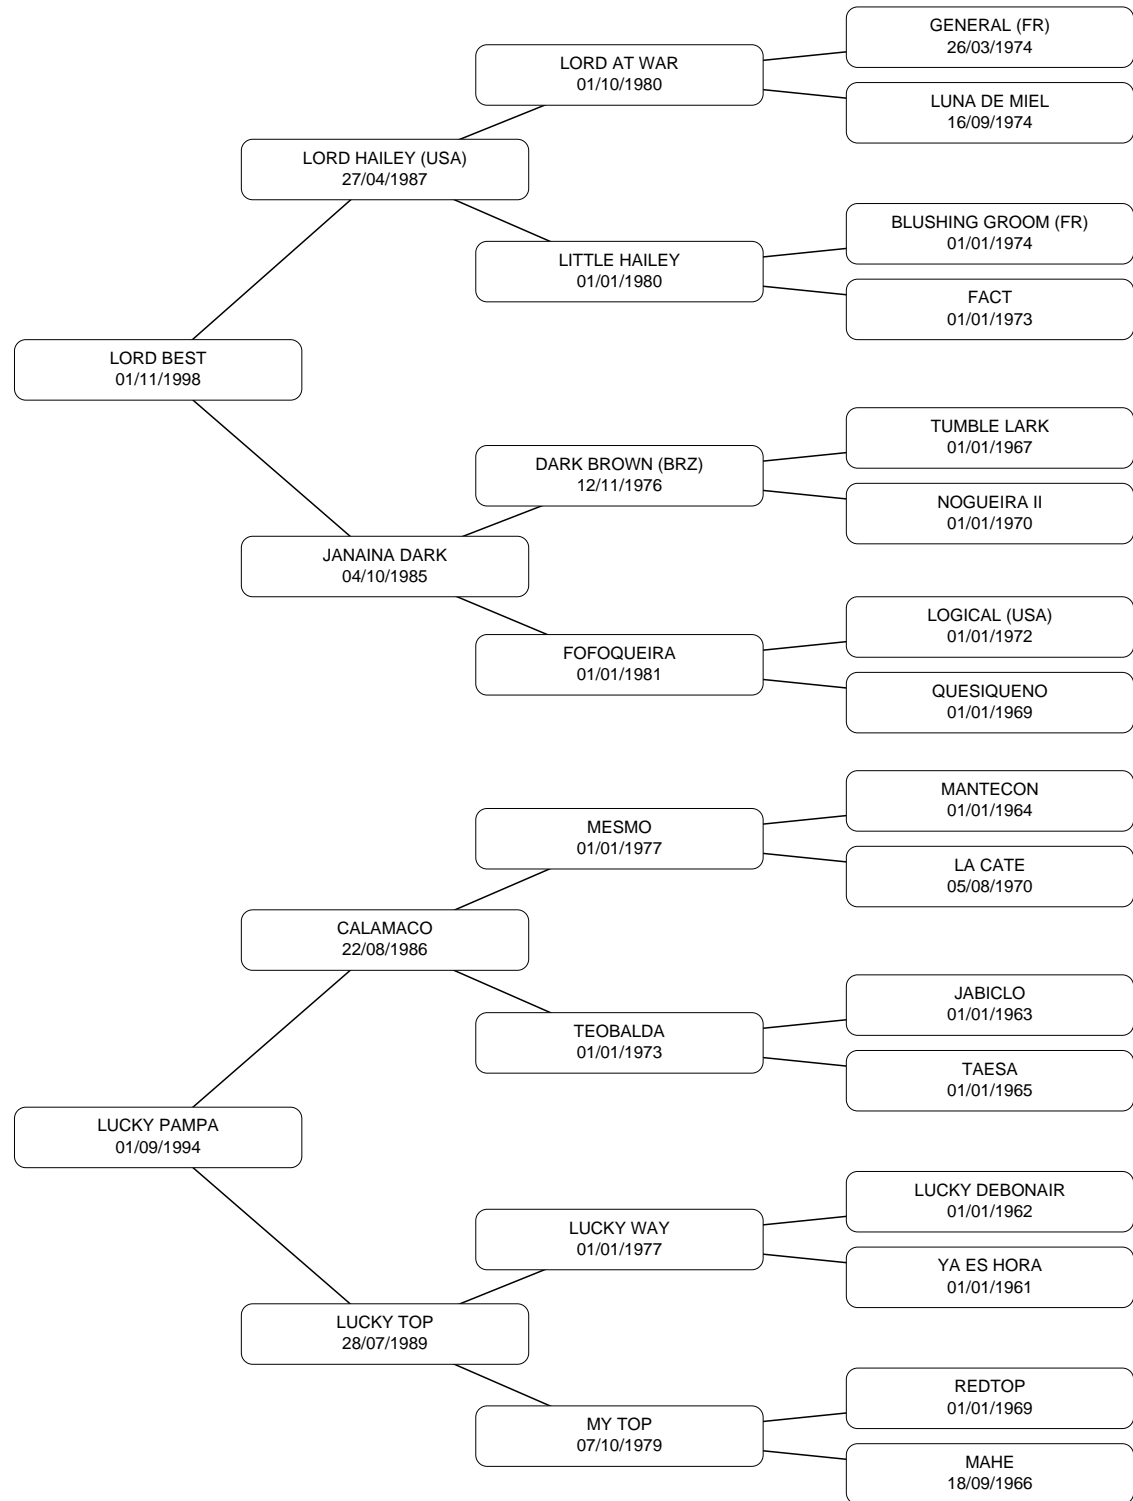 GENERAL (FR)
26/03/1974
LORD AT WAR
01/10/1980
LUNA DE MIEL
16/09/1974
LORD HAILEY (USA)
27/04/1987
BLUSHING GROOM (FR)
01/01/1974
LITTLE HAILEY
01/01/1980
FACT
01/01/1973
LORD BEST
01/11/1998
TUMBLE LARK
01/01/1967
DARK BROWN (BRZ)
12/11/1976
NOGUEIRA II
01/01/1970
JANAINA DARK
04/10/1985
LOGICAL (USA)
01/01/1972
FOFOQUEIRA
01/01/1981
QUESIQUENO
01/01/1969
MANTECON
01/01/1964
MESMO
01/01/1977
LA CATE
05/08/1970
CALAMACO
22/08/1986
JABICLO
01/01/1963
TEOBALDA
01/01/1973
TAESA
01/01/1965
LUCKY PAMPA
01/09/1994
LUCKY DEBONAIR
01/01/1962
LUCKY WAY
01/01/1977
YA ES HORA
01/01/1961
LUCKY TOP
28/07/1989
REDTOP
01/01/1969
MY TOP
07/10/1979
MAHE
18/09/1966